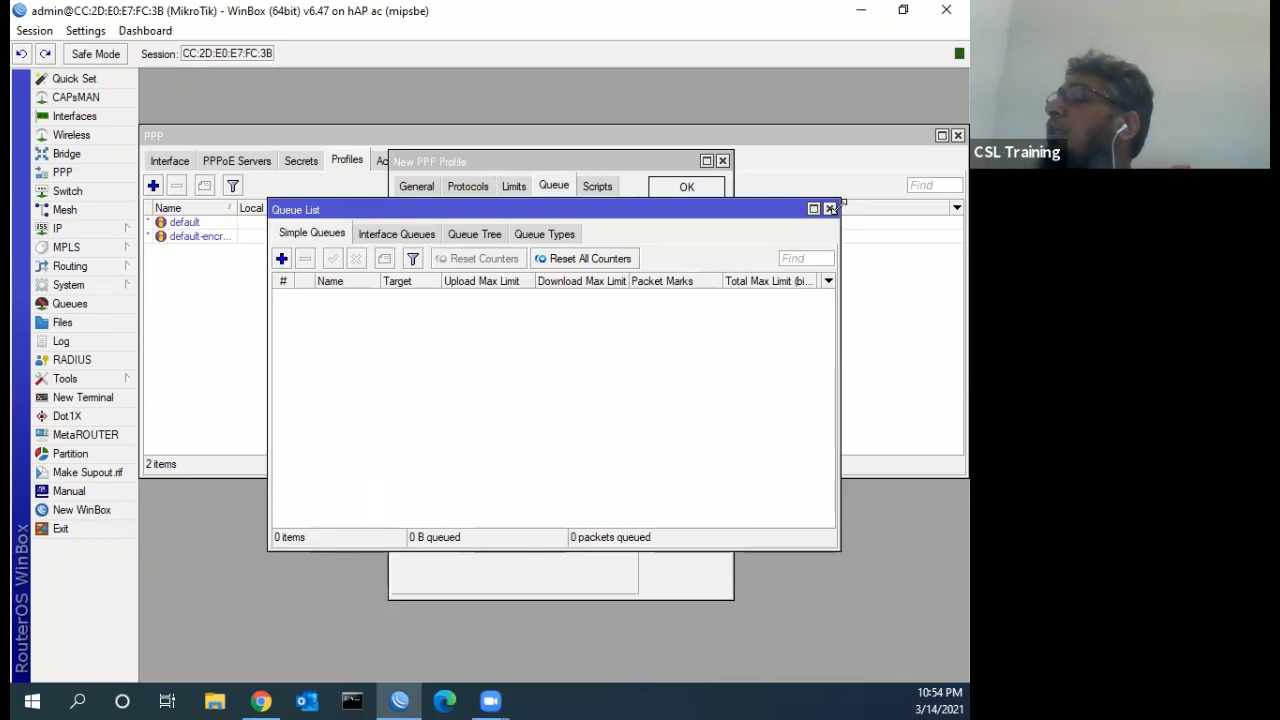 admin@CC:2D:E0:E7:FC:3B (MikroTik) - WinBox (64bit) v6.47 on hAP ac (mipsbe)
Session Settings Dashboard
Safe Mode Session: CC:2D:E0:E7:FC:3B
Quick Set
CAPsMAN
Interfaces
Wireless
Bridge
PPP
Switch
Mesh
IP
MPLS
Routing
System
Queues
Files
Log
RADIUS
Tools
New Terminal
Dot1X
MetaROUTER
Partition
Make Supout.rif
Manual
New WinBox
Exit
RouterOS WinBox
PPP
Interface PPPoE Servers Secrets Profiles Ac
Find
Name Local
* default
* default-encr...
2 items
New PPP Profile
General Protocols Limits Queue Scripts
OK
Queue List
Simple Queues Interface Queues Queue Tree Queue Types
Reset Counters Reset All Counters Find
# Name Target Upload Max Limit Download Max Limit Packet Marks Total Max Limit (bi...
0 items 0 B queued 0 packets queued
CSL Training
10:54 PM
3/14/2021